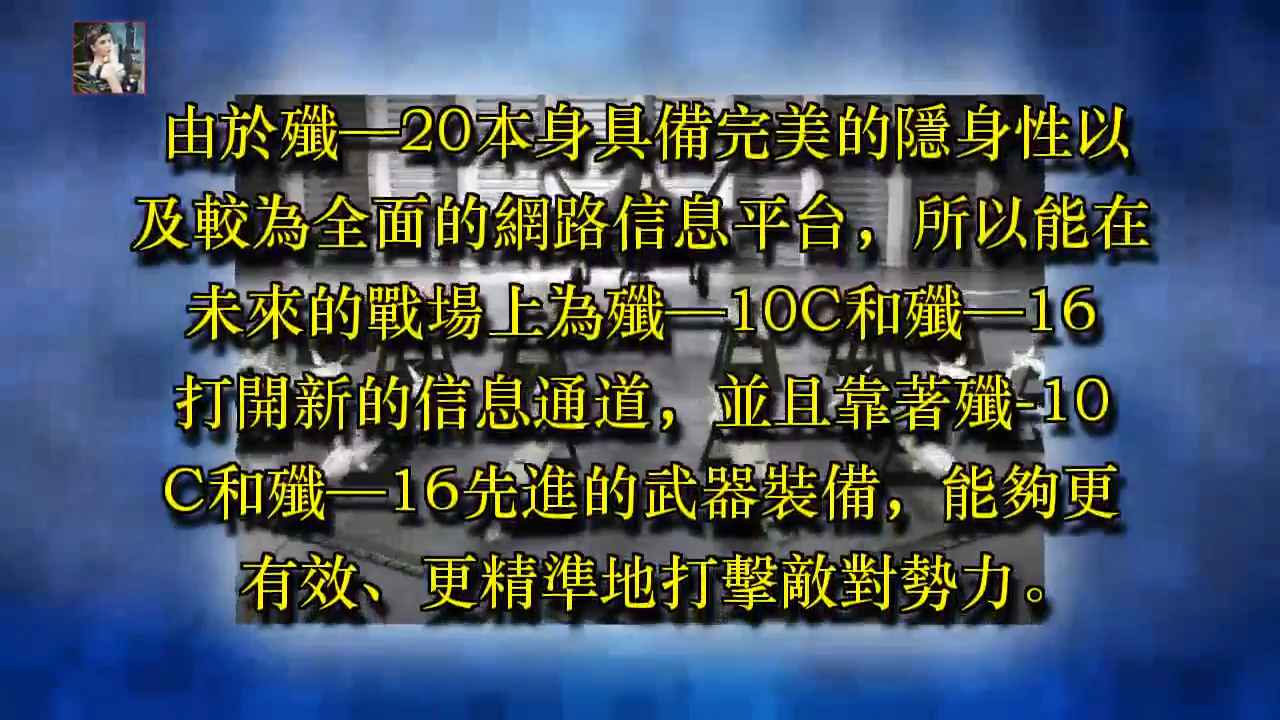 由於殲—20本身具備完美的隱身性以
及較為全面的網路信息平台，所以能在
未來的戰場上為殲—10C和殲—16
打開新的信息通道，並且靠著殲-10
C和殲—16先進的武器裝備，能夠更
有效、更精準地打擊敵對勢力。